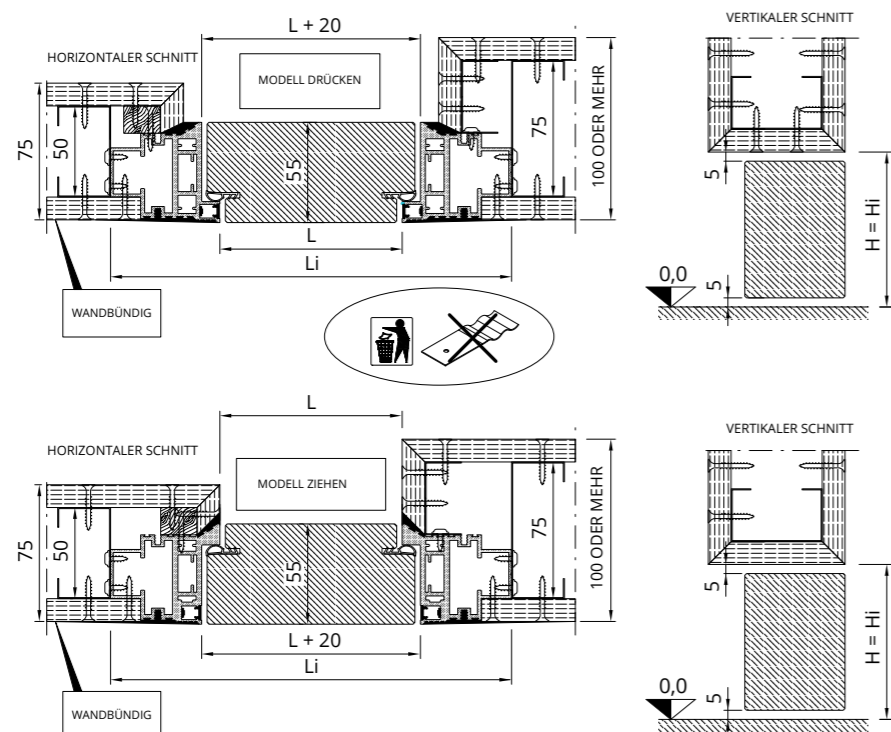 L + 20
HORIZONTALER SCHNITT
MODELL DRÜCKEN
75
50
55
75
100 ODER MEHR
L
Li
WANDBÜNDIG
VERTIKALER SCHNITT
5
H = Hi
0,0
5
L
HORIZONTALER SCHNITT
MODELL ZIEHEN
75
50
55
75
100 ODER MEHR
L + 20
Li
WANDBÜNDIG
VERTIKALER SCHNITT
5
H = Hi
0,0
5